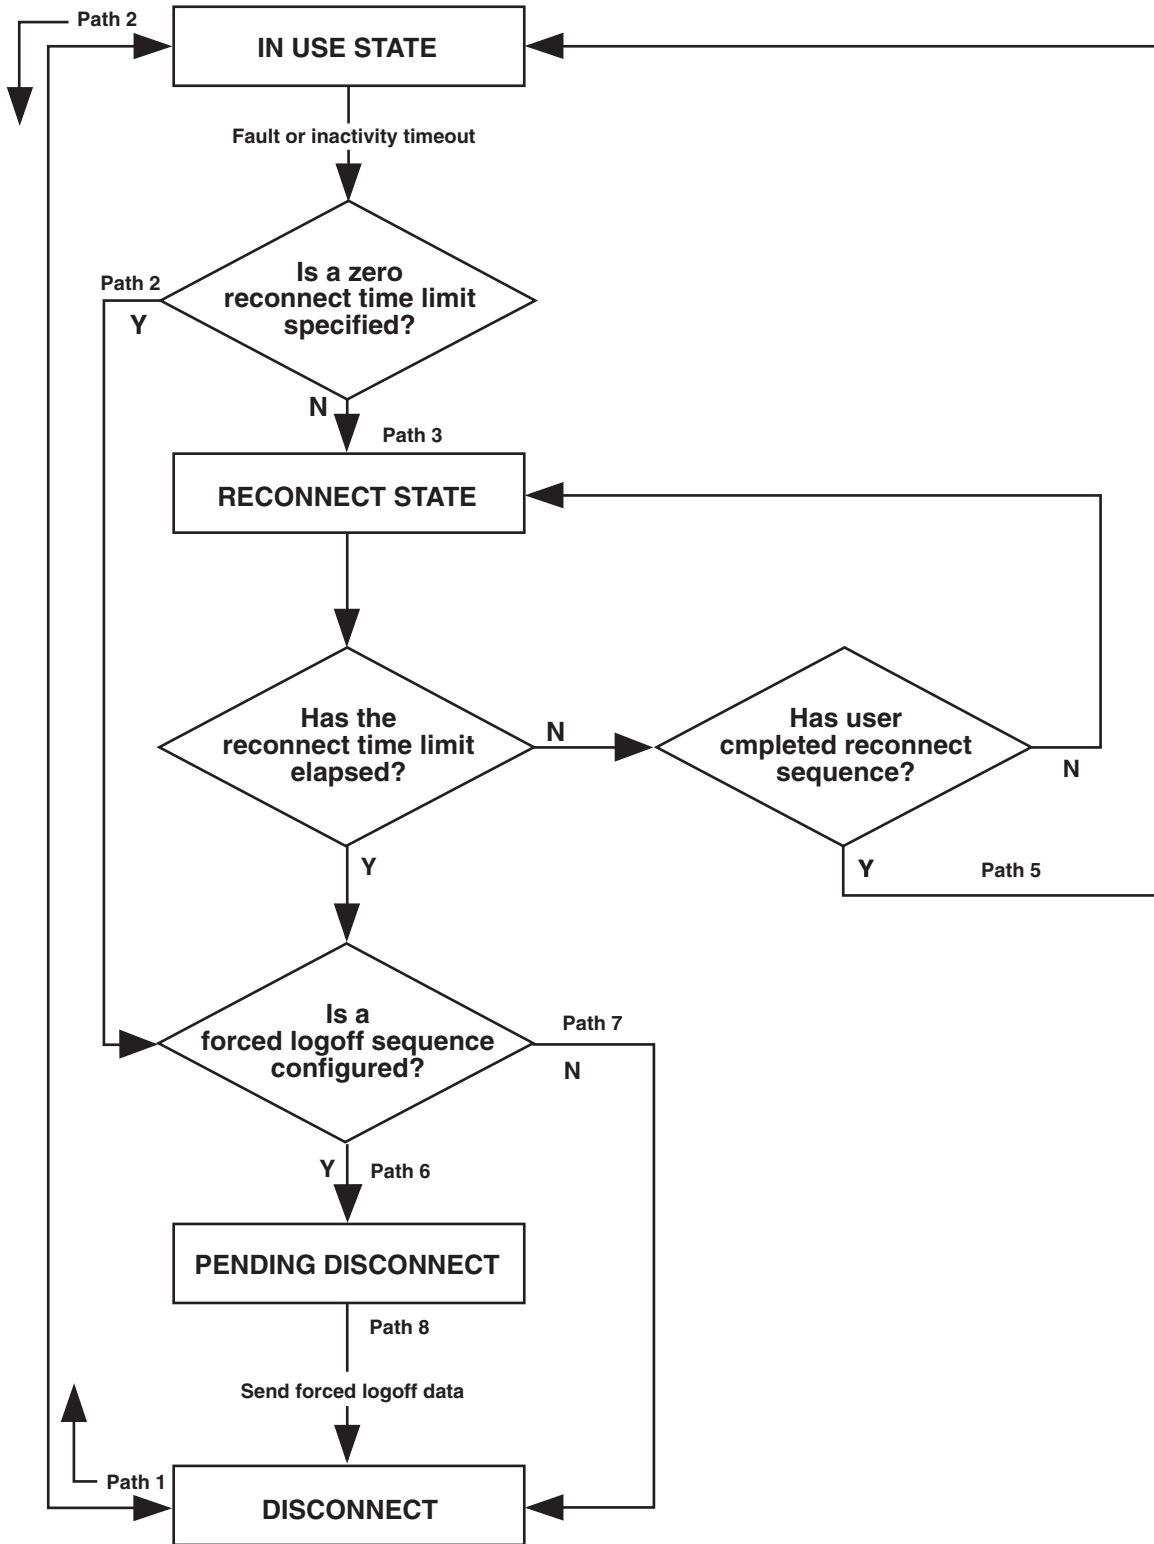 Path 2
IN USE STATE
Fault or inactivity timeout
Is a zero
reconnect time limit
specified?
Path 2
Y
N
Path 3
RECONNECT STATE
Has the
reconnect time limit
elapsed?
N
Has user
cmpleted reconnect
sequence?
N
Y
Y
Path 5
Is a
forced logoff sequence
configured?
Path 7
N
Y
Path 6
PENDING DISCONNECT
Path 8
Send forced logoff data
Path 1
DISCONNECT